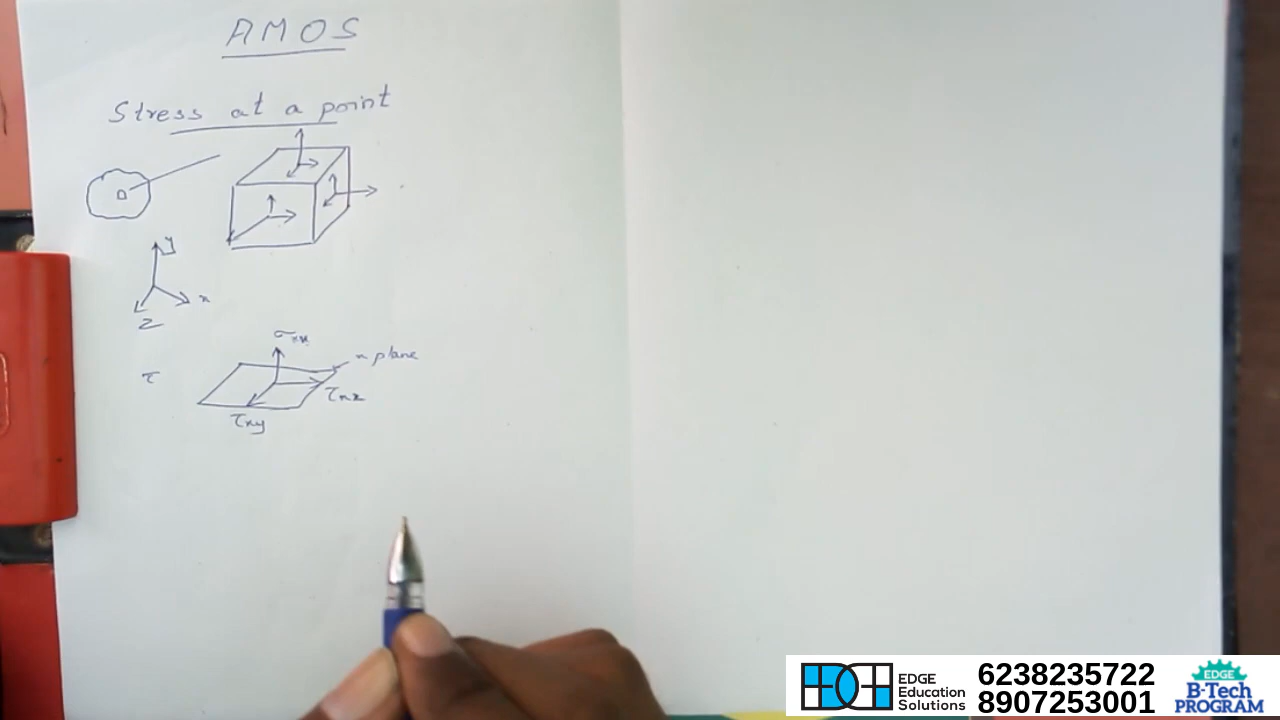 AMOS
Stress at a point
y
x
z
σxx
x plane
τ
τxz
τxy
EDGE
Education
Solutions
6238235722
8907253001
EDGE
B-Tech
PROGRAM